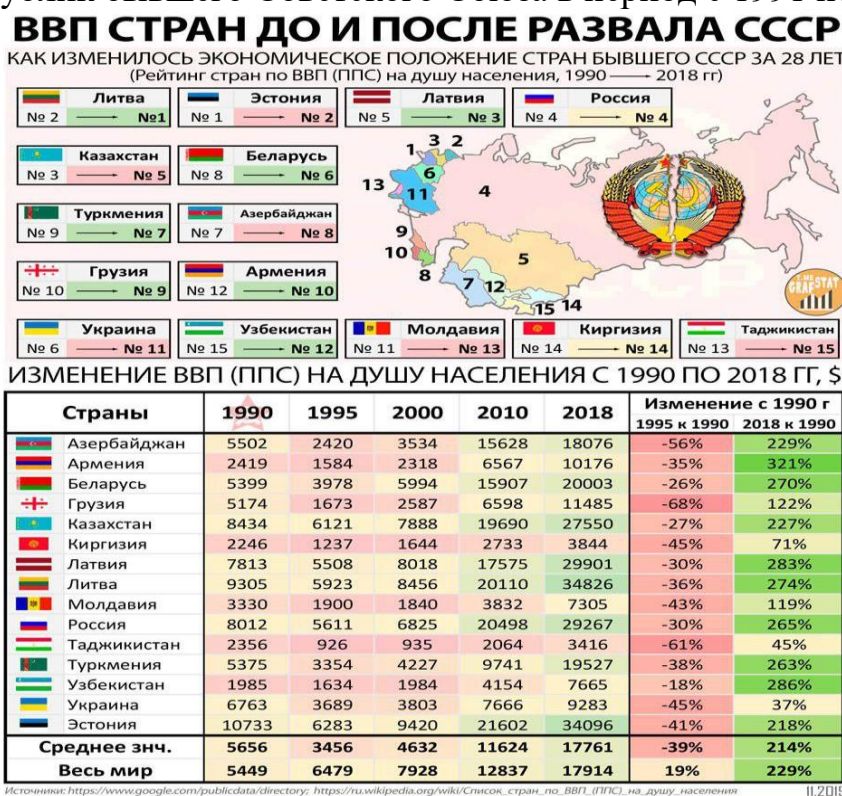 ВВП СТРАН ДО И ПОСЛЕ РАЗВАЛА СССР
КАК ИЗМЕНИЛОСЬ ЭКОНОМИЧЕСКОЕ ПОЛОЖЕНИЕ СТРАН БЫВШЕГО СССР ЗА 28 ЛЕТ
(Рейтинг стран по ВВП (ППС) на душу населения, 1990 → 2018 гг)
Литва
№ 2 → №1
Эстония
№ 1 → № 2
Латвия
№ 5 → № 3
Россия
№ 4 → № 4
Казахстан
№ 3 → № 5
Беларусь
№ 8 → № 6
Туркмения
№ 9 → № 7
Азербайджан
№ 7 → № 8
Грузия
№ 10 → № 9
Армения
№ 12 → № 10
Украина
№ 6 → № 11
Узбекистан
№ 15 → № 12
Молдавия
№ 11 → № 13
Киргизия
№ 14 → № 14
Таджикистан
№ 13 → № 15
1 3 2
6
13 11 4
9
10
8 5
7 12
15 14
GRAFSTAT
ИЗМЕНЕНИЕ ВВП (ППС) НА ДУШУ НАСЕЛЕНИЯ С 1990 ПО 2018 ГГ, $
Страны 1990 1995 2000 2010 2018 Изменение с 1990 г
1995 к 1990 2018 к 1990
Азербайджан 5502 2420 3534 15628 18076 -56% 229%
Армения 2419 1584 2318 6567 10176 -35% 321%
Беларусь 5399 3978 5994 15907 20003 -26% 270%
Грузия 5174 1673 2587 6598 11485 -68% 122%
Казахстан 8434 6121 7888 19690 27550 -27% 227%
Киргизия 2246 1237 1644 2733 3844 -45% 71%
Латвия 7813 5508 8018 17575 29901 -30% 283%
Литва 9305 5923 8456 20110 34826 -36% 274%
Молдавия 3330 1900 1840 3832 7305 -43% 119%
Россия 8012 5611 6825 20498 29267 -30% 265%
Таджикистан 2356 926 935 2064 3416 -61% 45%
Туркмения 5375 3354 4227 9741 19527 -38% 263%
Узбекистан 1985 1634 1984 4154 7665 -18% 286%
Украина 6763 3689 3803 7666 9283 -45% 37%
Эстония 10733 6283 9420 21602 34096 -41% 218%
Среднее знч. 5656 3456 4632 11624 17761 -39% 214%
Весь мир 5449 6479 7928 12837 17914 19% 229%
Источники: https://www.google.com/publicdata/directory; https://ru.wikipedia.org/wiki/Список_стран_по_ВВП_(ППС)_на_душу_населения 11.2019